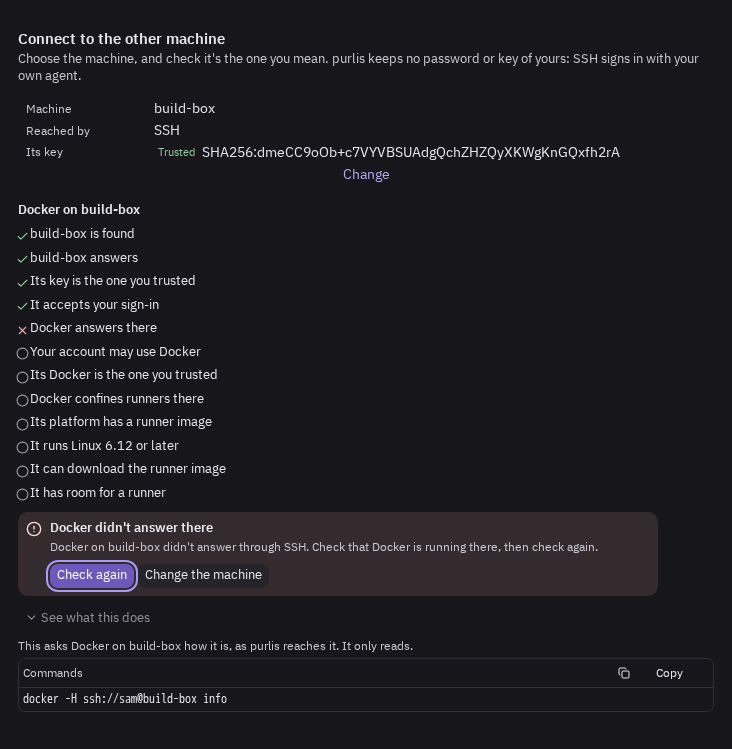 Connect to the other machine
Choose the machine, and check it's the one you mean. purlis keeps no password or key of yours: SSH signs in with your
own agent.
Machine build-box
Reached by SSH
Its key Trusted SHA256:dmeCC9oOb+c7VYVBSUAdgQchZHZQyXKWgKnGQxfh2rA
Change
Docker on build-box
build-box is found
build-box answers
Its key is the one you trusted
It accepts your sign-in
Docker answers there
Your account may use Docker
Its Docker is the one you trusted
Docker confines runners there
Its platform has a runner image
It runs Linux 6.12 or later
It can download the runner image
It has room for a runner
Docker didn't answer there
Docker on build-box didn't answer through SSH. Check that Docker is running there, then check again.
Check again Change the machine
See what this does
This asks Docker on build-box how it is, as purlis reaches it. It only reads.
Commands Copy
docker -H ssh://sam@build-box info